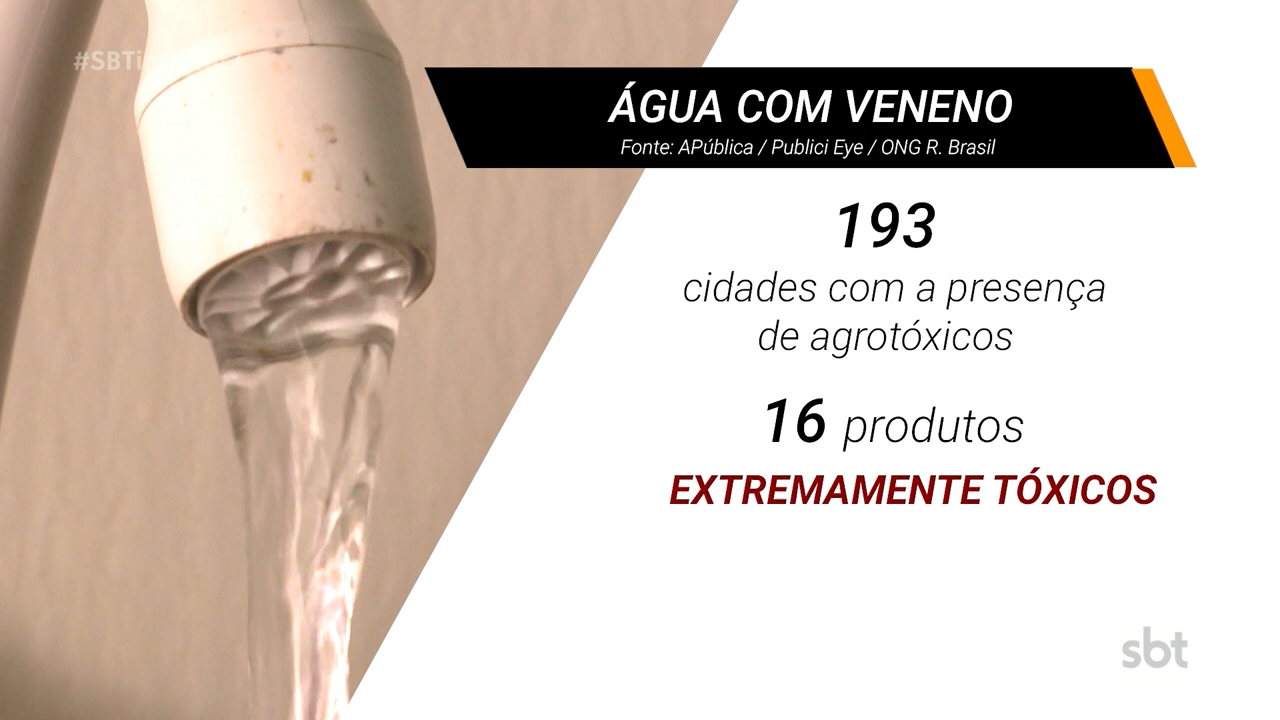 #SBTi
ÁGUA COM VENENO
Fonte: APública / Publici Eye / ONG R. Brasil
193
cidades com a presença
de agrotóxicos
16 produtos
EXTREMAMENTE TÓXICOS
sbt